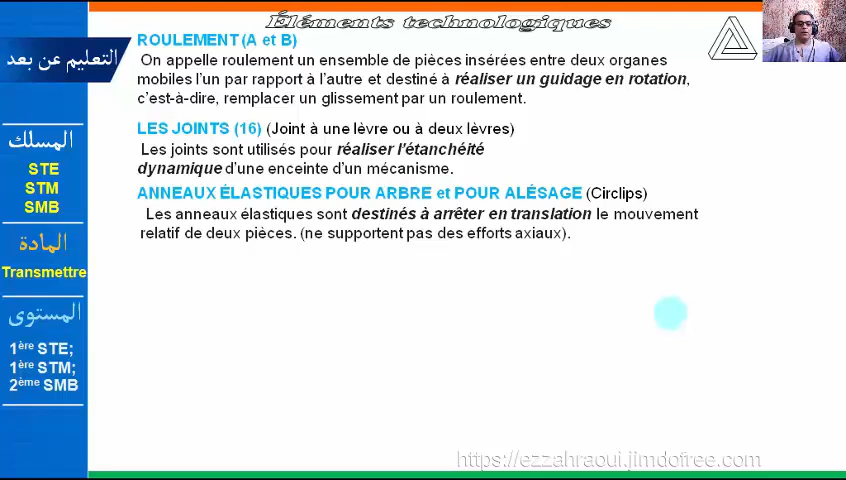 Éléments technologiques
التعليم عن بعد
المسلك
STE
STM
SMB
المادة
Transmettre
المستوى
1ère STE;
1ère STM;
2ème SMB
ROULEMENT (A et B)
On appelle roulement un ensemble de pièces insérées entre deux organes
mobiles l'un par rapport à l'autre et destiné à réaliser un guidage en rotation,
c'est-à-dire, remplacer un glissement par un roulement.
LES JOINTS (16) (Joint à une lèvre ou à deux lèvres)
Les joints sont utilisés pour réaliser l'étanchéité
dynamique d'une enceinte d'un mécanisme.
ANNEAUX ÉLASTIQUES POUR ARBRE et POUR ALÉSAGE (Circlips)
Les anneaux élastiques sont destinés à arrêter en translation le mouvement
relatif de deux pièces. (ne supportent pas des efforts axiaux).
https://ezzahraoui.jimdofree.com